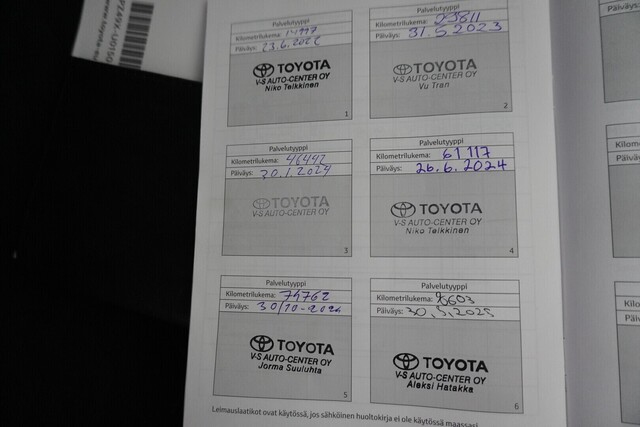 Palvelutyyppi
Kilometrilukema: 14997
Päiväys: 23.6.2022
TOYOTA
V-S AUTO-CENTER OY
Niko Telkkinen
1
Palvelutyyppi
Kilometrilukema:
Päiväys: 31.5.2023
TOYOTA
V-S AUTO-CENTER OY
Vu Tran
2
Palvelutyyppi
Kilometrilukema: 46442
Päiväys: 30.1.2024
TOYOTA
V-S AUTO-CENTER OY
3
Palvelutyyppi
Kilometrilukema: 61117
Päiväys: 26.6.2024
TOYOTA
V-S AUTO-CENTER OY
Niko Telkkinen
4
Palvelutyyppi
Kilometrilukema: 74762
Päiväys: 30/10-2024
TOYOTA
V-S AUTO-CENTER OY
Jorma Suuluhta
5
Palvelutyyppi
Kilometrilukema:
Päiväys: 30.5.2025
TOYOTA
V-S AUTO-CENTER OY
Aleksi Hatakka
6
Leimauslaatikot ovat käytössä, jos sähköinen huoltokirja ei ole käytössä maassasi